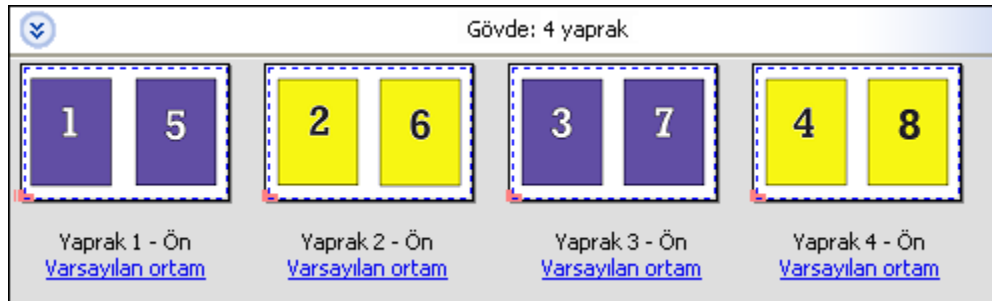 Gövde: 4 yaprak
1 5 2 6 3 7 4 8
Yaprak 1 - Ön Yaprak 2 - Ön Yaprak 3 - Ön Yaprak 4 - Ön
Varsayılan ortam Varsayılan ortam Varsayılan ortam Varsayılan ortam